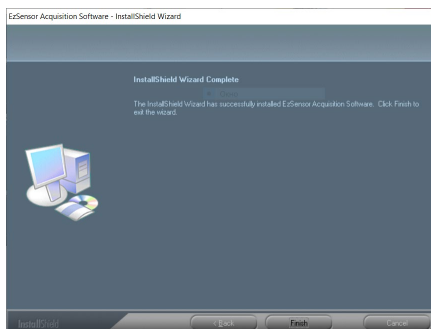 EzSensor Acquisition Software - InstallShield Wizard
InstallShield Wizard Complete
The InstallShield Wizard has successfully installed EzSensor Acquisition Software. Click Finish to
exit the wizard.
InstallShield
< Back
Finish
Cancel